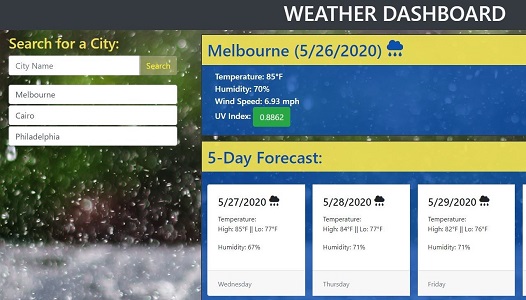 WEATHER DASHBOARD
Search for a City:
City Name Search
Melbourne
Cairo
Philadelphia
Melbourne (5/26/2020)
Temperature: 85°F
Humidity: 70%
Wind Speed: 6.93 mph
UV Index: 0.8862
5-Day Forecast:
5/27/2020
Temperature:
High: 85°F || Lo: 77°F
Humidity: 67%
Wednesday
5/28/2020
Temperature:
High: 84°F || Lo: 77°F
Humidity: 71%
Thursday
5/29/2020
Temperature:
High: 82°F || Lo: 76°F
Humidity: 71%
Friday